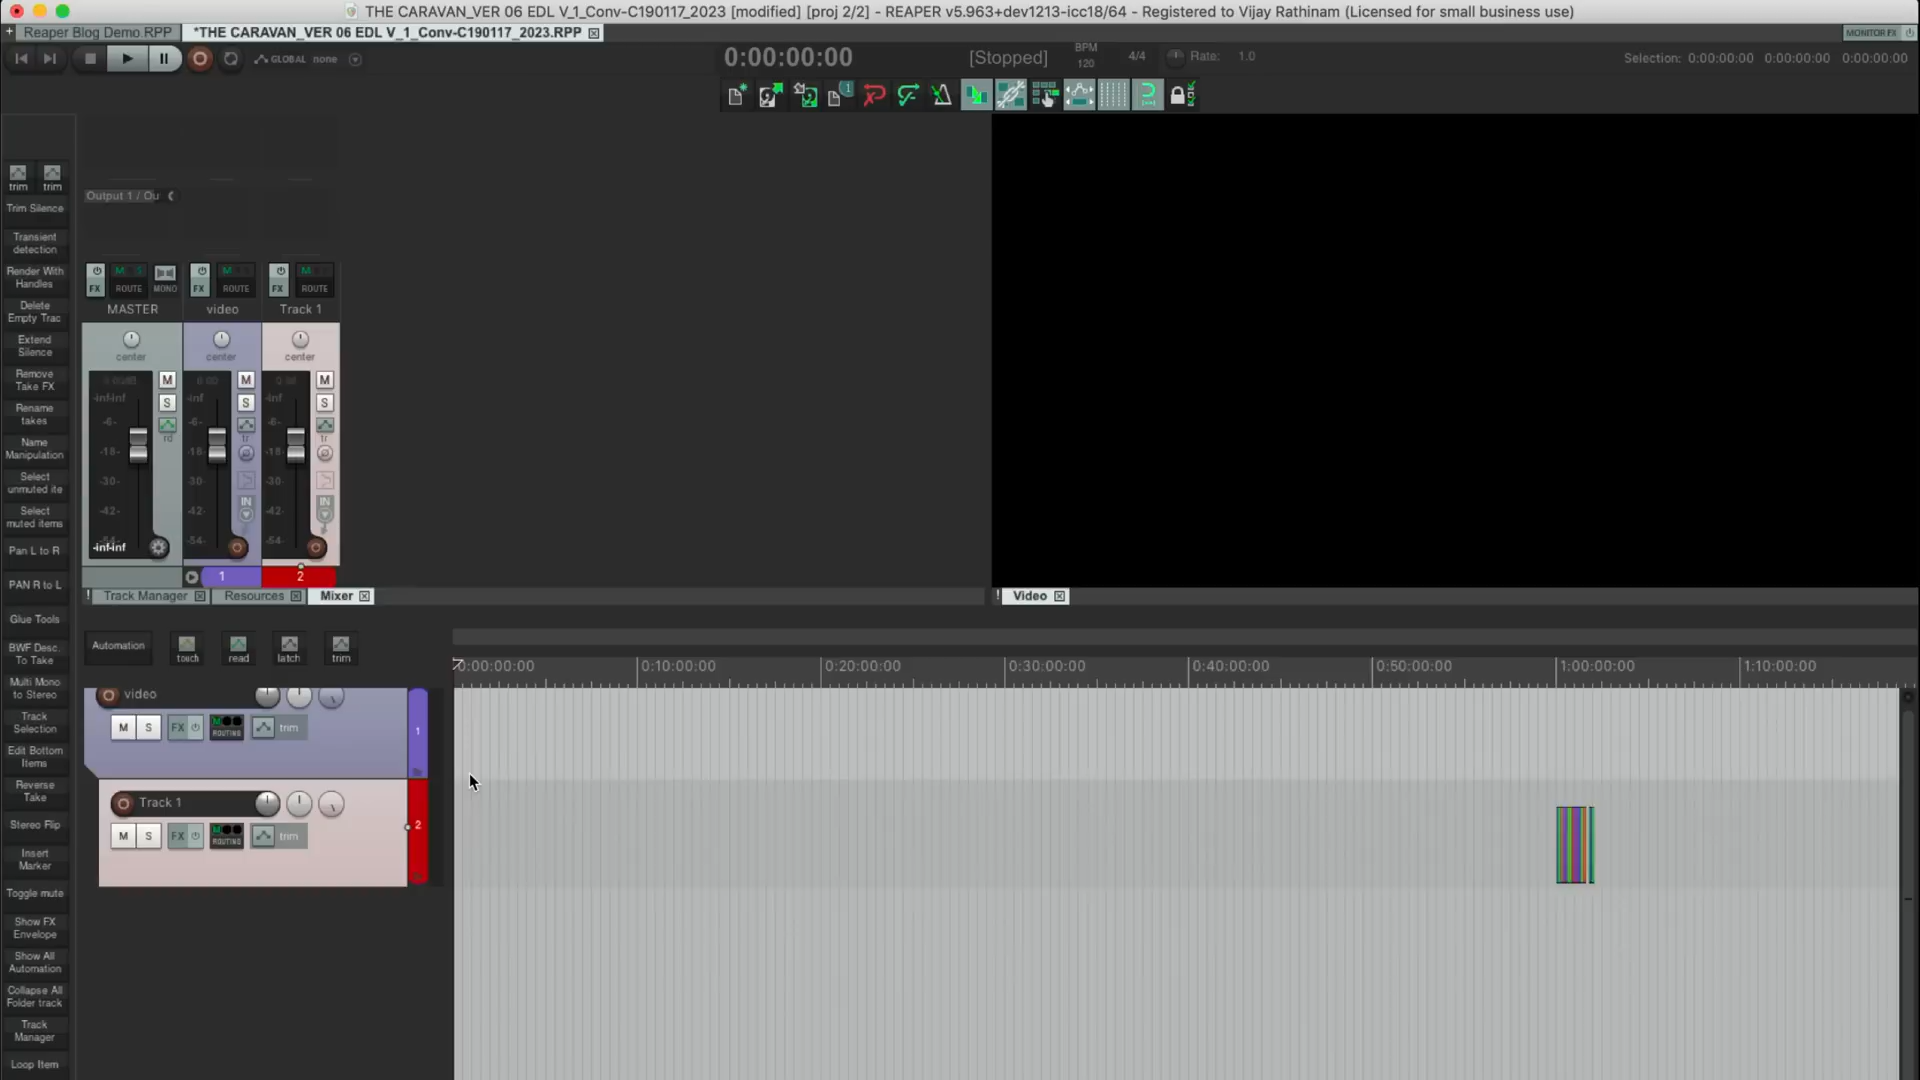 THE CARAVAN_VER 06 EDL V_1_Conv-C190117_2023 [modified] [proj 2/2] - REAPER v5.963+dev1213-icc18/64 - Registered to Vijay Rathinam (Licensed for small business use)
Reaper Blog Demo.RPP
*THE CARAVAN_VER 06 EDL V_1_Conv-C190117_2023.RPP
MONITOR FX
GLOBAL none
0:00:00:00
[Stopped]
BPM
120
4/4
Rate: 1.0
Selection: 0:00:00:00 0:00:00:00 0:00:00:00
trim trim
Trim Silence
Transient
detection
Render With
Handles
Delete
Empty Trac
Extend
Silence
Remove
Take FX
Rename
takes
Name
Manipulation
Select
unmuted ite
Select
muted items
Pan L to R
PAN R to L
Glue Tools
BWF Desc.
To Take
Multi Mono
to Stereo
Track
Selection
Edit Bottom
Items
Reverse
Take
Stereo Flip
Insert
Marker
Toggle mute
Show FX
Envelope
Show All
Automation
Collapse All
Folder track
Track
Manager
Loop Item
Output 1 / Ou
FX ROUTE MONO FX ROUTE FX ROUTE
MASTER video Track 1
center center center
M M M
S S S
rd tr tr
-inf-inf -inf -inf
-6- -6- -6-
-18- -18- -18-
-30- -30- -30-
-42- -42- -42-
IN IN
-54- -54-
-inf-inf
1 2
! Track Manager Resources Mixer
! Video
Automation touch read latch trim
0:00:00:00 0:10:00:00 0:20:00:00 0:30:00:00 0:40:00:00 0:50:00:00 1:00:00:00 1:10:00:00
video
M S FX ROUTING trim 1
Track 1
M S FX ROUTING trim 2